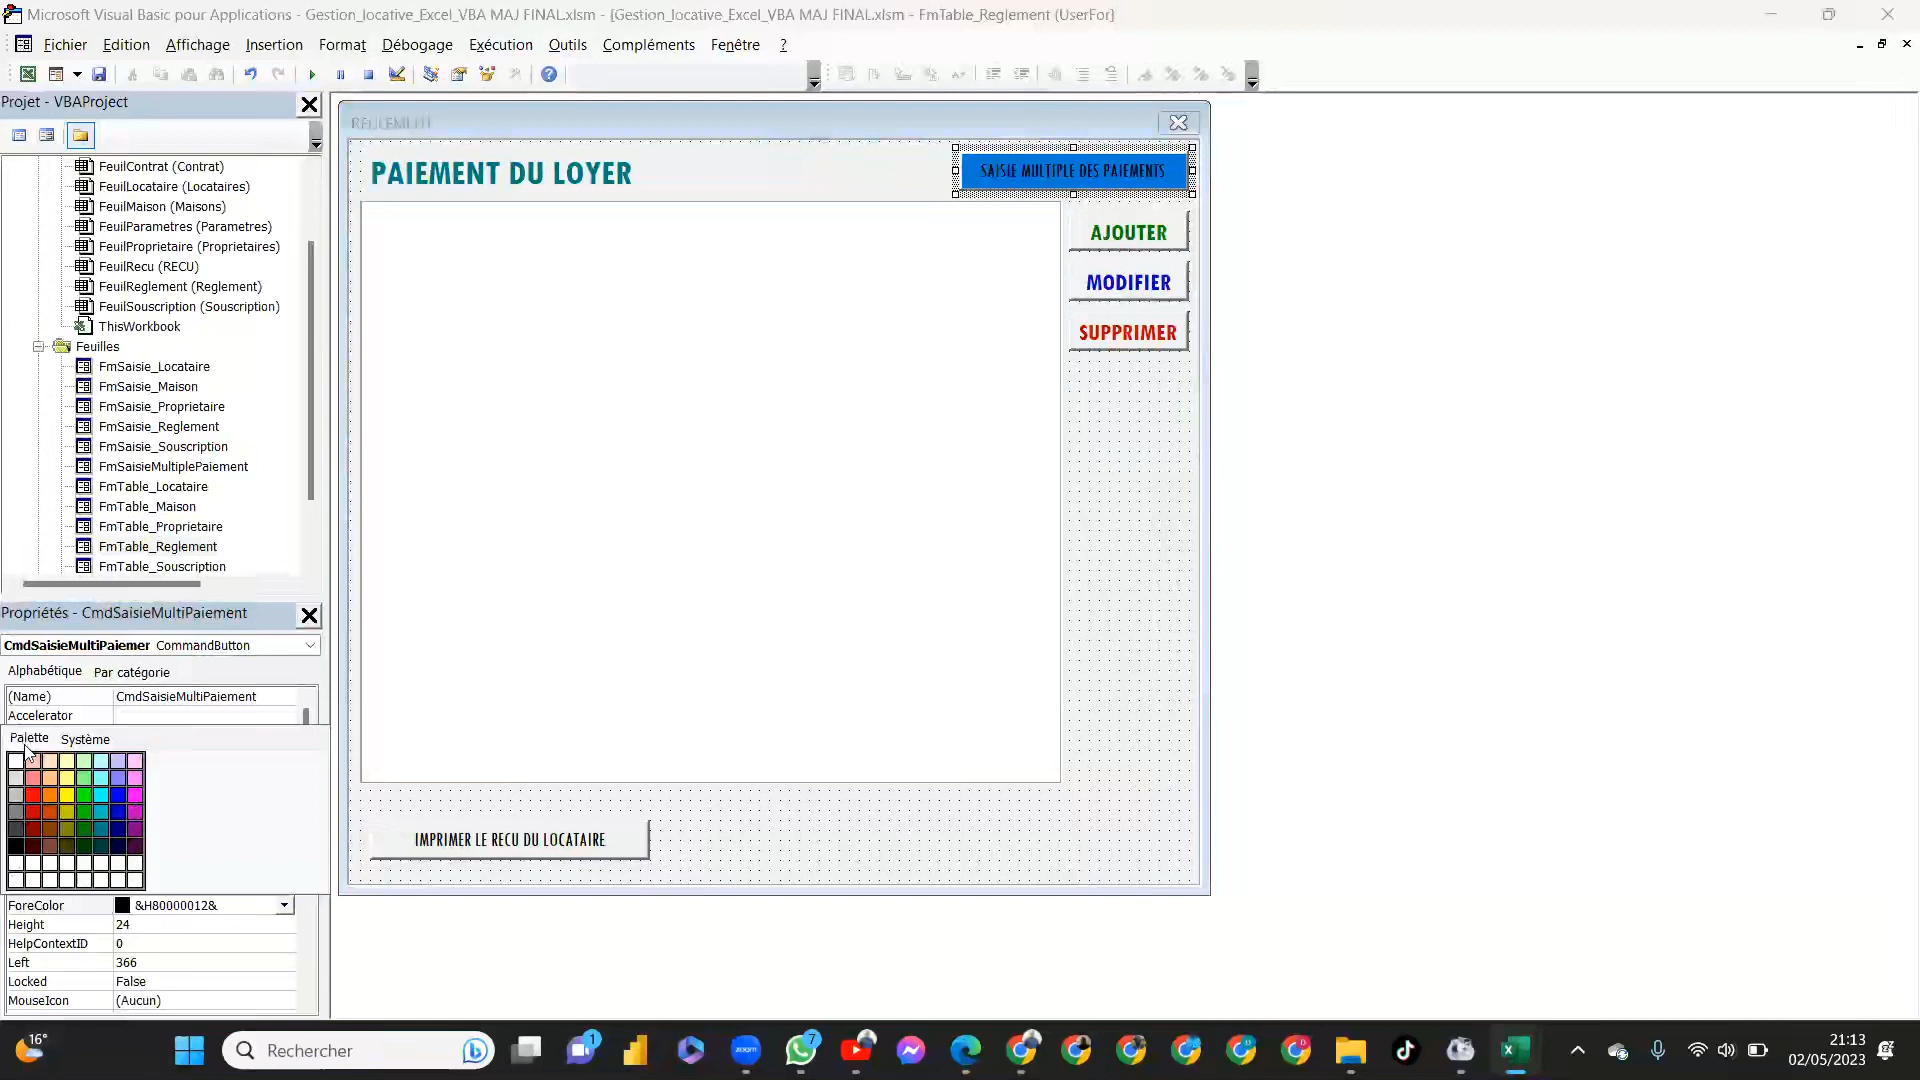 Microsoft Visual Basic pour Applications - Gestion_locative_Excel_VBA MAJ FINAL.xlsm - [Gestion_locative_Excel_VBA MAJ FINAL.xlsm - FmTable_Reglement (UserFor]
Fichier Edition Affichage Insertion Format Débogage Exécution Outils Compléments Fenêtre ?
Projet - VBAProject
FeuilContrat (Contrat)
FeuilLocataire (Locataires)
FeuilMaison (Maisons)
FeuilParametres (Parametres)
FeuilProprietaire (Proprietaires)
FeuilRecu (RECU)
FeuilReglement (Reglement)
FeuilSouscription (Souscription)
ThisWorkbook
Feuilles
FmSaisie_Locataire
FmSaisie_Maison
FmSaisie_Proprietaire
FmSaisie_Reglement
FmSaisie_Souscription
FmSaisieMultiplePaiement
FmTable_Locataire
FmTable_Maison
FmTable_Proprietaire
FmTable_Reglement
FmTable_Souscription
Propriétés - CmdSaisieMultiPaiement
CmdSaisieMultiPaiemer CommandButton
Alphabétique Par catégorie
(Name) CmdSaisieMultiPaiement
Accelerator
Palette Système
ForeColor &H80000012&
Height 24
HelpContextID 0
Left 366
Locked False
MouseIcon (Aucun)
PAIEMENT DU LOYER
SAISIE MULTIPLE DES PAIEMENTS
AJOUTER
MODIFIER
SUPPRIMER
IMPRIMER LE RECU DU LOCATAIRE
16°
Rechercher
1
zoom
7
21:13
02/05/2023